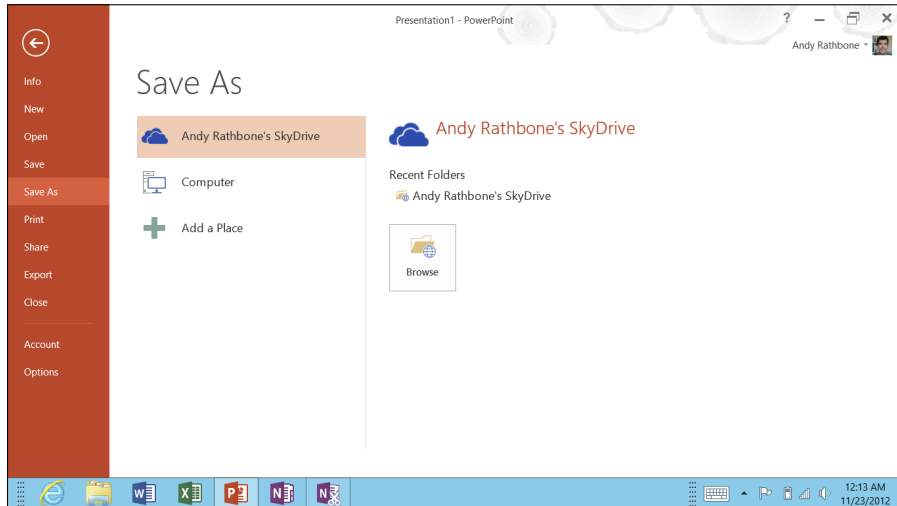 Presentation1 - PowerPoint
?
Andy Rathbone
Info
New
Open
Save
Save As
Print
Share
Export
Close
Account
Options
Save As
Andy Rathbone's SkyDrive
Computer
Add a Place
Andy Rathbone's SkyDrive
Recent Folders
Andy Rathbone's SkyDrive
Browse
12:13 AM
11/23/2012